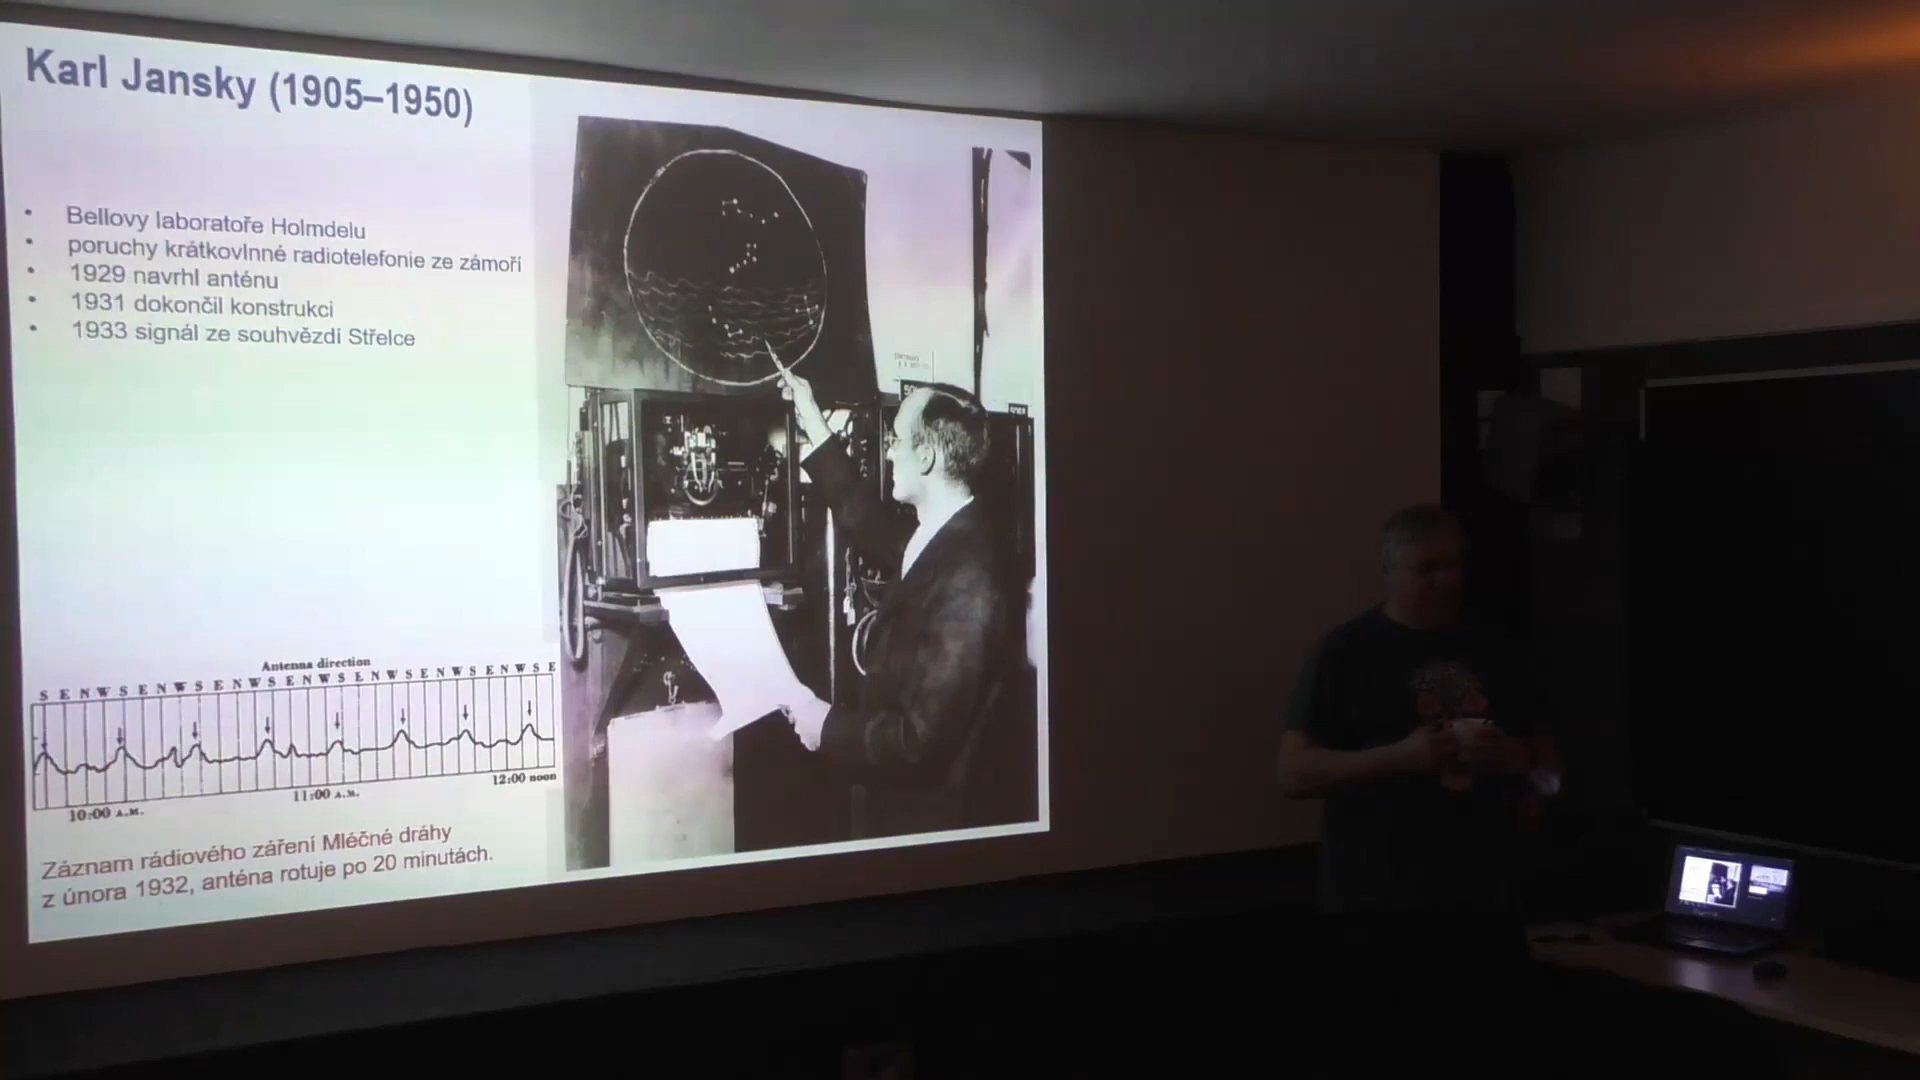 Karl Jansky (1905–1950)
• Bellovy laboratoře Holmdelu
• poruchy krátkovlnné radiotelefonie ze zámoří
• 1929 navrhl anténu
• 1931 dokončil konstrukci
• 1933 signál ze souhvězdí Střelce
Antenna direction
S E N W S E N W S E N W S E N W S E N W S E N W S E N W S E
10:00 A.M.
11:00 A.M.
12:00 noon
Záznam rádiového záření Mléčné dráhy
z února 1932, anténa rotuje po 20 minutách.